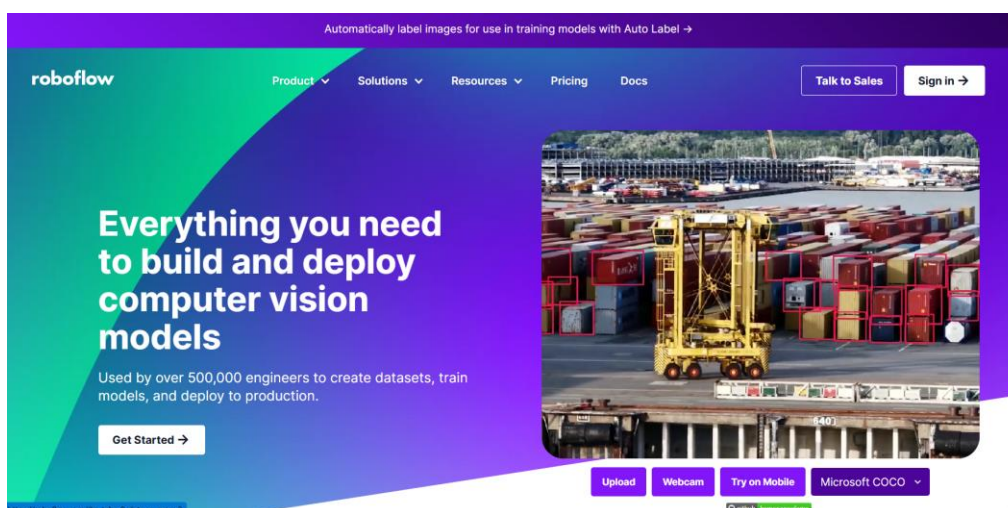 Automatically label images for use in training models with Auto Label →
roboflow
Product
Solutions
Resources
Pricing
Docs
Talk to Sales
Sign in →
Everything you need
to build and deploy
computer vision
models
Used by over 500,000 engineers to create datasets, train
models, and deploy to production.
Get Started →
6403
Upload
Webcam
Try on Mobile
Microsoft COCO